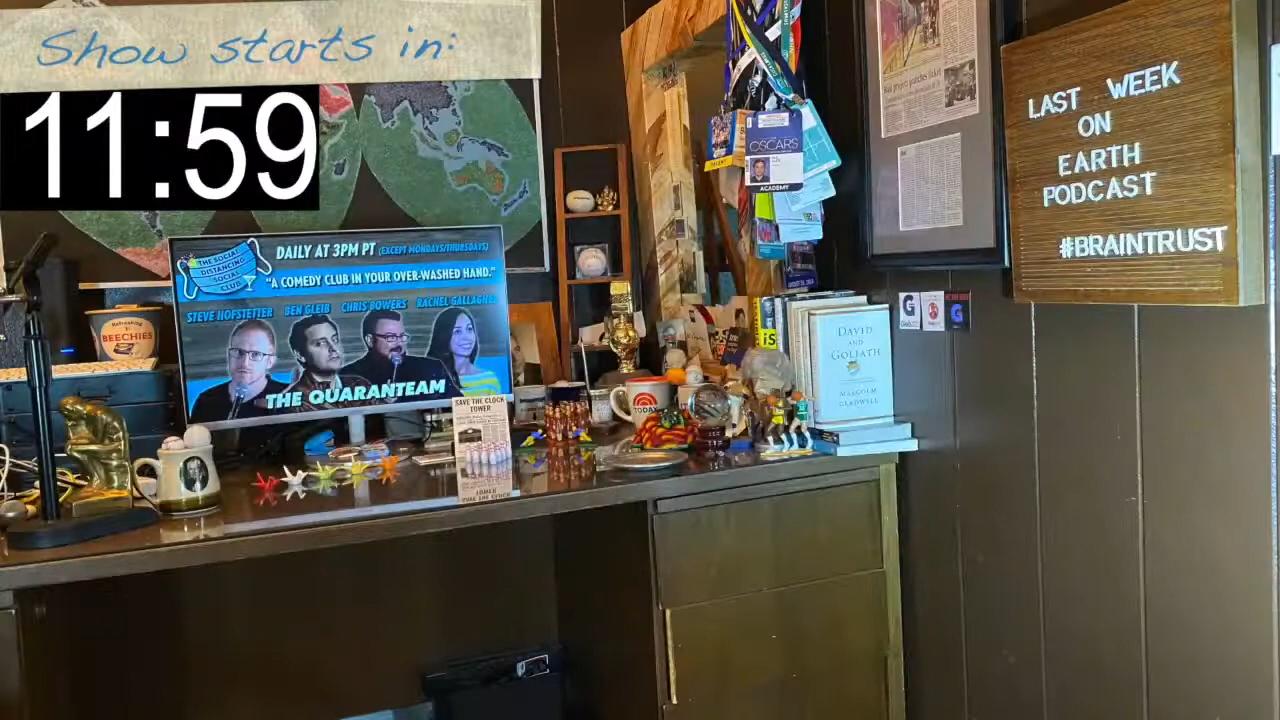 Show starts in:
11:59
DAILY AT 3PM PT (EXCEPT MONDAYS/THURSDAYS)
THE SOCIAL
DISTANCING
SOCIAL
CLUB
"A COMEDY CLUB IN YOUR OVER-WASHED HAND."
STEVE HOFSTETTER BEN GLEIB CHRIS BOWERS RACHEL GALLAGHER
THE QUARANTEAM
BEECHIES
SAVE THE CLOCK
TOWER
TODAY
OSCARS
ACADEMY
iS
DAVID
AND
GOLIATH
MALCOLM
GLADWELL
G
G
LAST WEEK
ON
EARTH
PODCAST
#BRAINTRUST